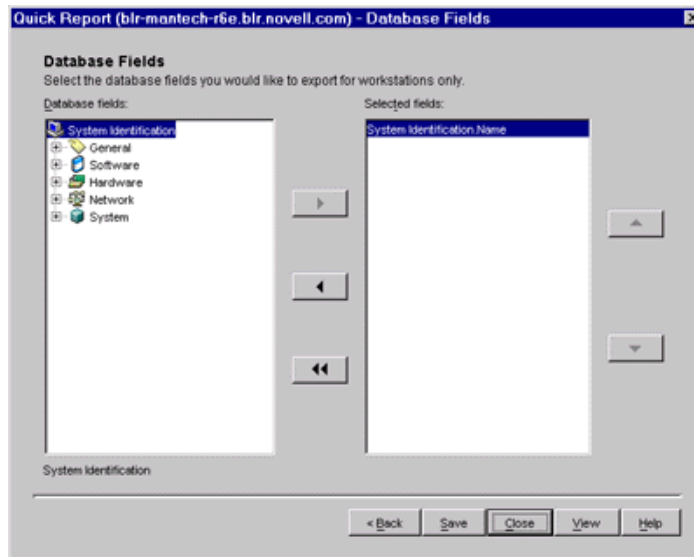 Quick Report (blr-mantech-r6e.blr.novell.com) - Database Fields
Database Fields
Select the database fields you would like to export for workstations only.
Database fields:
Selected fields:
System Identification
System Identification.Name
General
Software
Hardware
Network
System
System Identification
< Back
Save
Close
View
Help